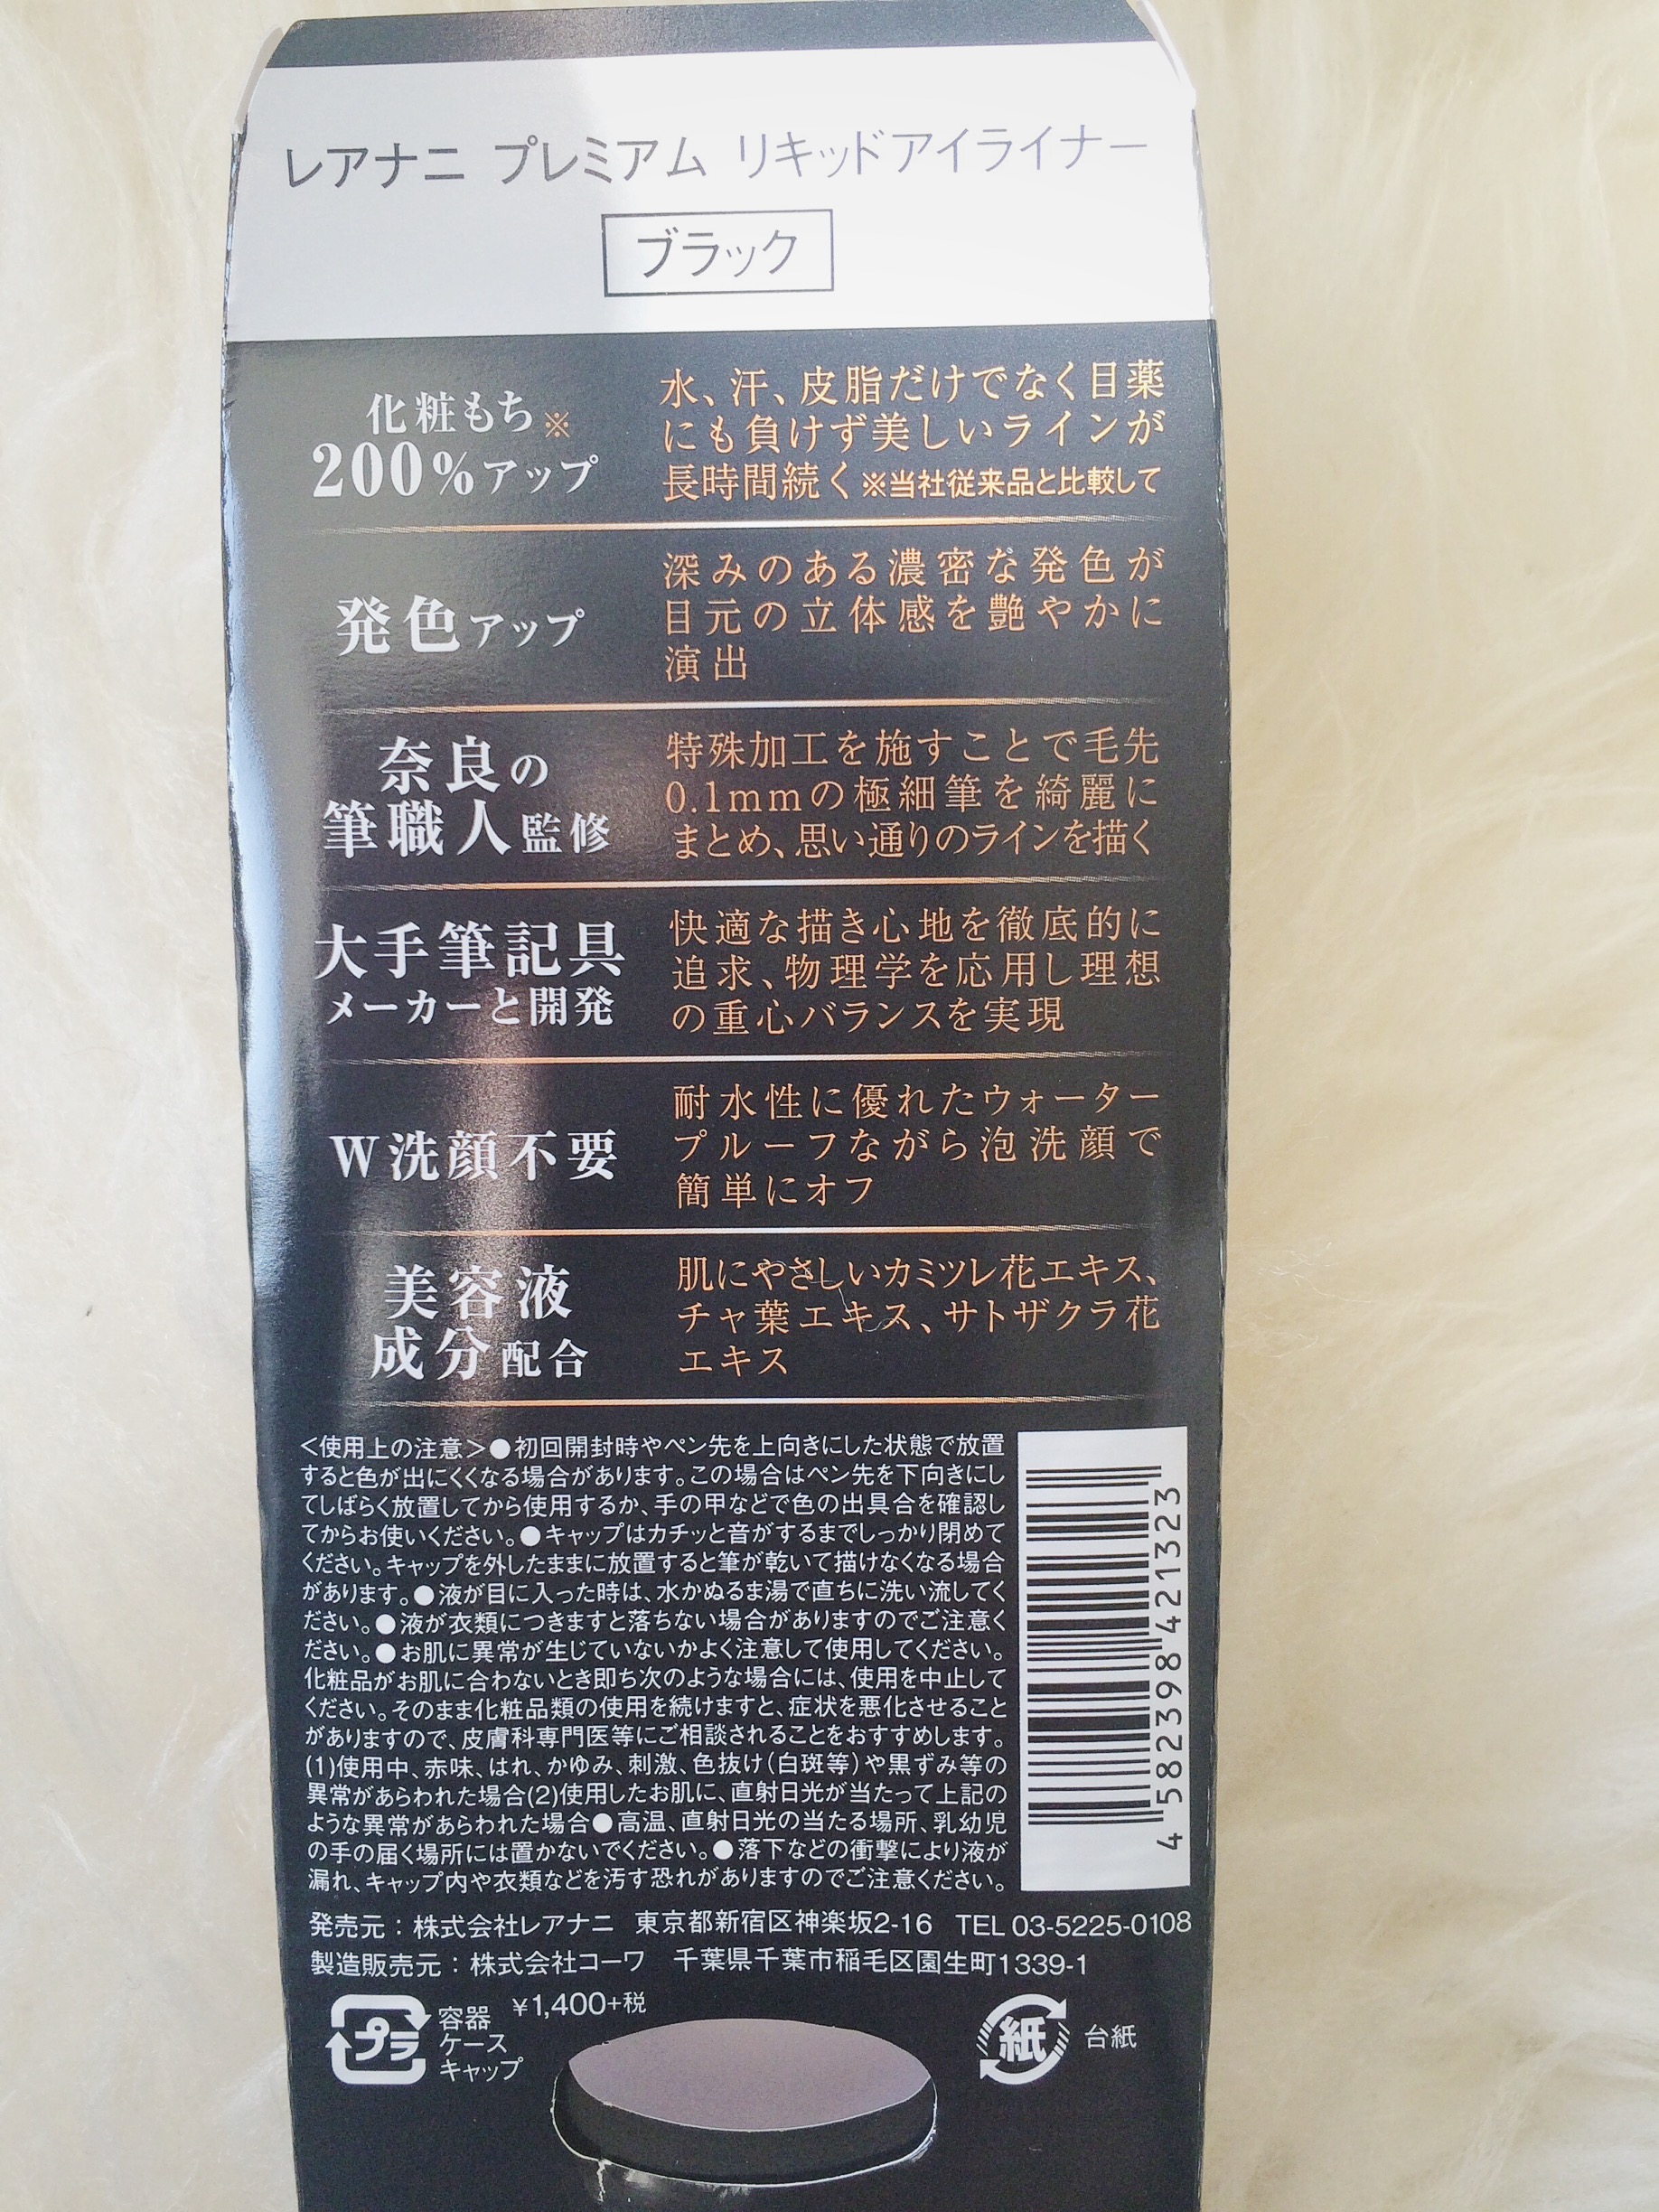 レアナニ プレミアム リキッドアイライナー
ブラック
化粧もち※
200%アップ
水、汗、皮脂だけでなく目薬
にも負けず美しいラインが
長時間続く※当社従来品と比較して
発色アップ
深みのある濃密な発色が
目元の立体感を艶やかに
演出
奈良の
筆職人監修
特殊加工を施すことで毛先
0.1mmの極細筆を綺麗に
まとめ、思い通りのラインを描く
大手筆記具
メーカーと開発
快適な描き心地を徹底的に
追求、物理学を応用し理想
の重心バランスを実現
W洗顔不要
耐水性に優れたウォーター
プルーフながら泡洗顔で
簡単にオフ
美容液
成分配合
肌にやさしいカミツレ花エキス、
チャ葉エキス、サトザクラ花
エキス
<使用上の注意>●初回開封時やペン先を上向きにした状態で放置
すると色が出にくくなる場合があります。この場合はペン先を下向きにし
てしばらく放置してから使用するか、手の甲などで色の出具合を確認し
てからお使いください。●キャップはカチッと音がするまでしっかり閉めて
ください。キャップを外したままに放置すると筆が乾いて描けなくなる場合
があります。●液が目に入った時は、水かぬるま湯で直ちに洗い流してく
ださい。●液が衣類につきますと落ちない場合がありますのでご注意く
ださい。●お肌に異常が生じていないかよく注意して使用してください。
化粧品がお肌に合わないとき即ち次のような場合には、使用を中止して
ください。そのまま化粧品類の使用を続けますと、症状を悪化させること
がありますので、皮膚科専門医等にご相談されることをおすすめします。
(1)使用中、赤味、はれ、かゆみ、刺激、色抜け(白斑等)や黒ずみ等の
異常があらわれた場合(2)使用したお肌に、直射日光が当たって上記の
ような異常があらわれた場合●高温、直射日光の当たる場所、乳幼児
の手の届く場所には置かないでください。●落下などの衝撃により液が
漏れ、キャップ内や衣類などを汚す恐れがありますのでご注意ください。
4582398421323
発売元：株式会社レアナニ 東京都新宿区神楽坂2-16 TEL 03-5225-0108
製造販売元：株式会社コーワ 千葉県千葉市稲毛区園生町1339-1
¥1,400+税
プラ
容器
ケース
キャップ
紙
台紙